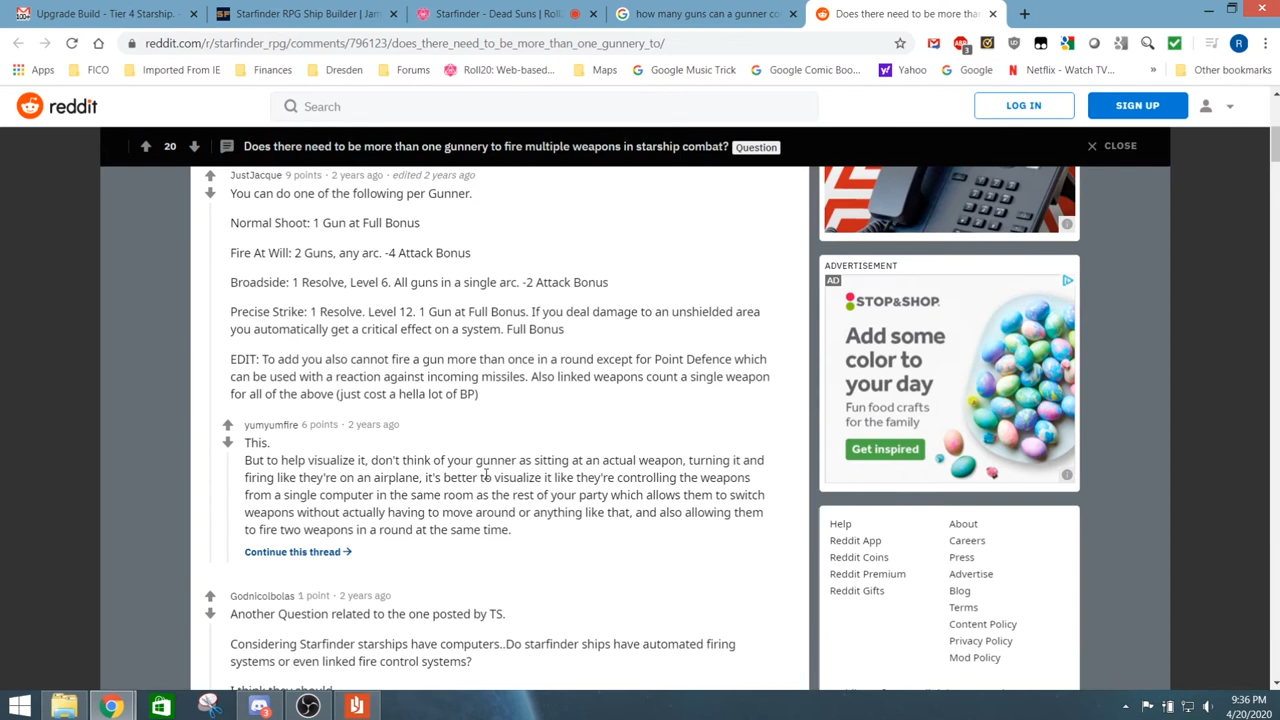 Upgrade Build - Tier 4 Starship.
Starfinder RPG Ship Builder | Jam
Starfinder - Dead Suns | Roll2
how many guns can a gunner co
Does there need to be more than
reddit.com/r/starfinder_rpg/comments/796123/does_there_need_to_be_more_than_one_gunnery_to/
Apps
FICO
Imported From IE
Finances
Dresden
Forums
Roll20: Web-based...
Maps
Google Music Trick
Google Comic Boo...
Yahoo
Google
Netflix - Watch TV...
»
Other bookmarks
reddit
Search
LOG IN
SIGN UP
20
Does there need to be more than one gunnery to fire multiple weapons in starship combat?
Question
CLOSE
JustJacque 9 points · 2 years ago · edited 2 years ago
You can do one of the following per Gunner.
Normal Shoot: 1 Gun at Full Bonus
Fire At Will: 2 Guns, any arc. -4 Attack Bonus
Broadside: 1 Resolve, Level 6. All guns in a single arc. -2 Attack Bonus
Precise Strike: 1 Resolve. Level 12. 1 Gun at Full Bonus. If you deal damage to an unshielded area
you automatically get a critical effect on a system. Full Bonus
EDIT: To add you also cannot fire a gun more than once in a round except for Point Defence which
can be used with a reaction against incoming missiles. Also linked weapons count a single weapon
for all of the above (just cost a hella lot of BP)
yumyumfire 6 points · 2 years ago
This.
But to help visualize it, don't think of your gunner as sitting at an actual weapon, turning it and
firing like they're on an airplane, it's better to visualize it like they're controlling the weapons
from a single computer in the same room as the rest of your party which allows them to switch
weapons without actually having to move around or anything like that, and also allowing them
to fire two weapons in a round at the same time.
Continue this thread →
Godnicolbolas 1 point · 2 years ago
Another Question related to the one posted by TS.
Considering Starfinder starships have computers..Do starfinder ships have automated firing
systems or even linked fire control systems?
I think they should
ADVERTISEMENT
AD
STOP&SHOP
Add some
color to
your day
Fun food crafts
for the family
Get inspired
Help
About
Reddit App
Careers
Reddit Coins
Press
Reddit Premium
Advertise
Reddit Gifts
Blog
Terms
Content Policy
Privacy Policy
Mod Policy
9:36 PM
4/20/2020